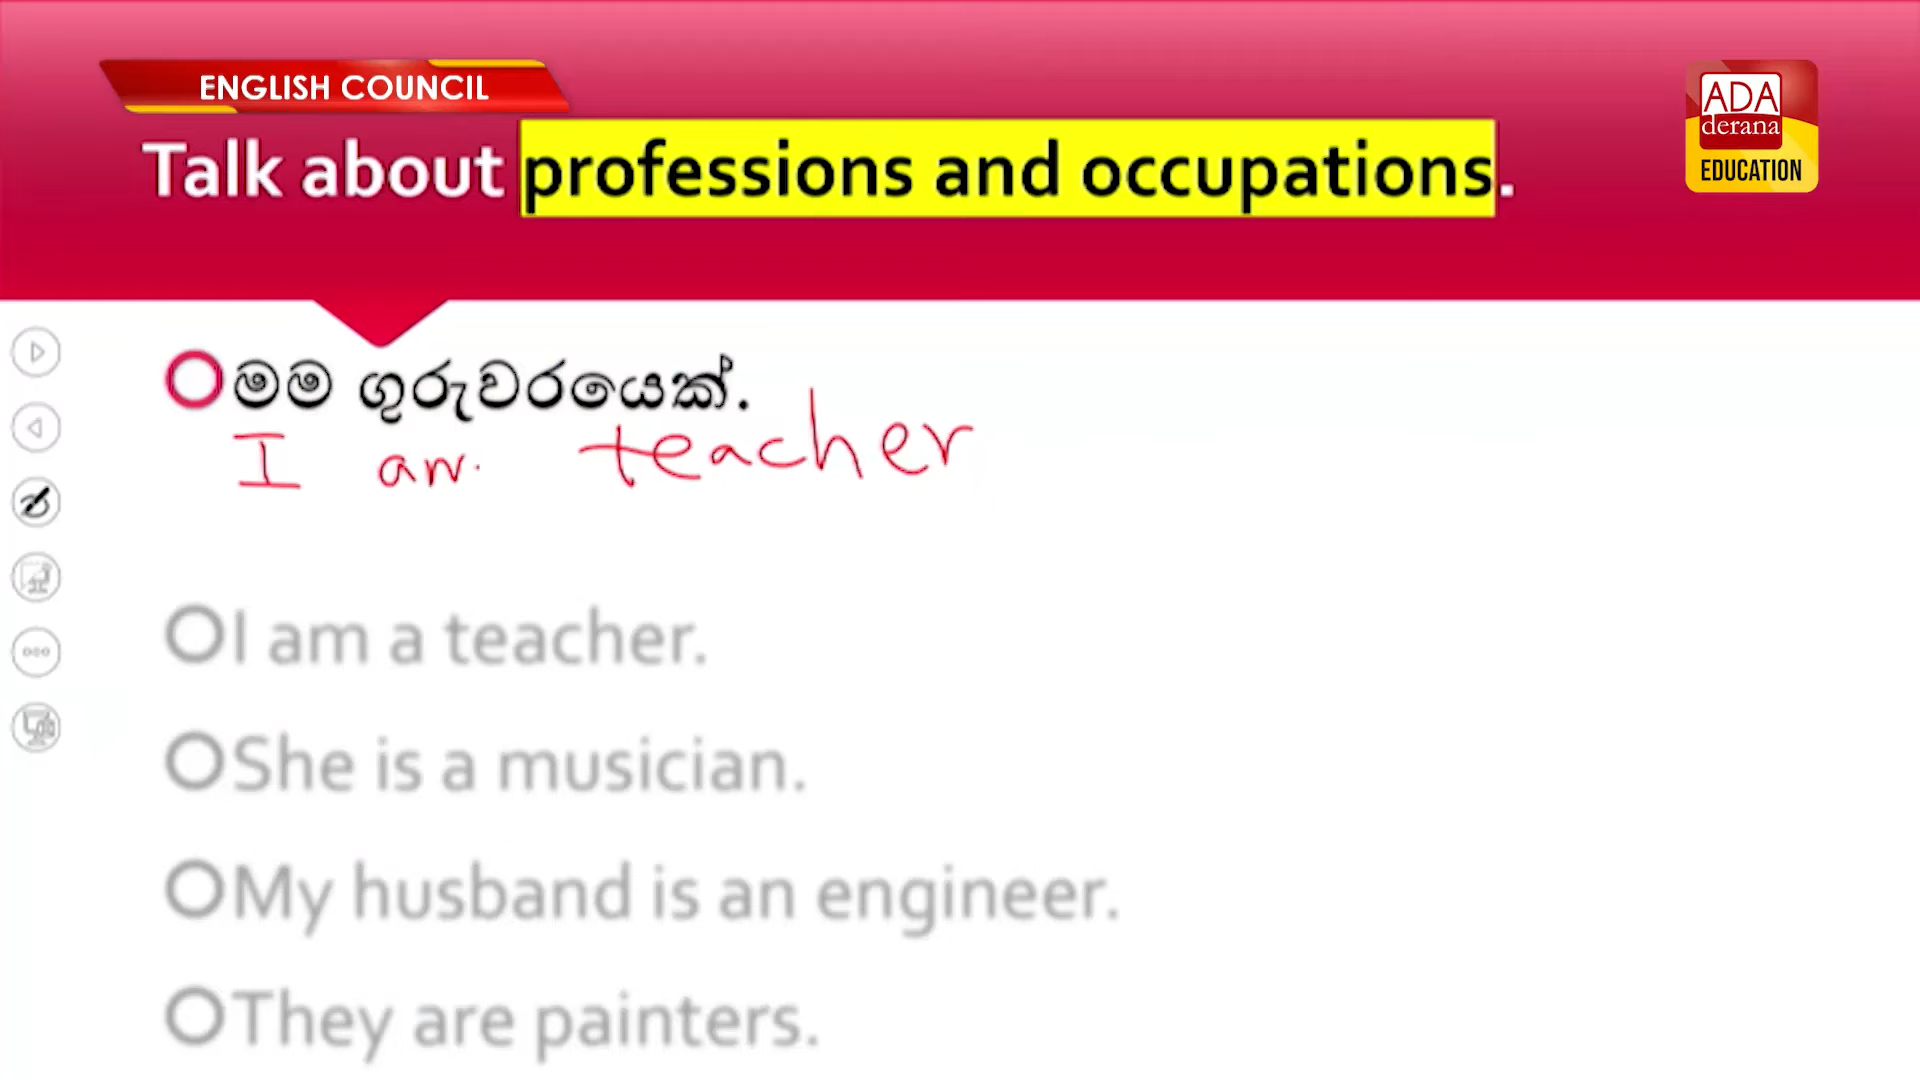 ENGLISH COUNCIL
ADA
derana
EDUCATION
Talk about professions and occupations.
මම ගුරුවරයෙක්.
I am teacher
I am a teacher.
She is a musician.
My husband is an engineer.
They are painters.